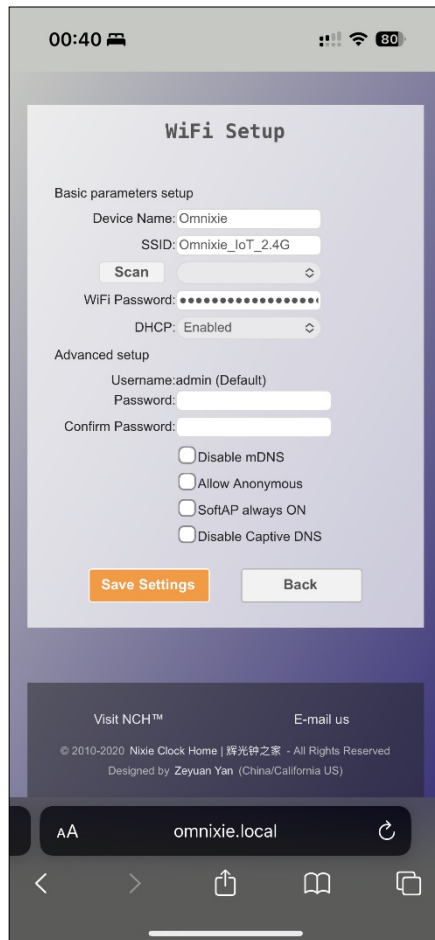 00:40
80
WiFi Setup
Basic parameters setup
Device Name: Omnixie
SSID: Omnixie_IoT_2.4G
Scan
WiFi Password: ••••••••••••••••••
DHCP: Enabled
Advanced setup
Username:admin (Default)
Password:
Confirm Password:
Disable mDNS
Allow Anonymous
SoftAP always ON
Disable Captive DNS
Save Settings Back
Visit NCH™ E-mail us
© 2010-2020 Nixie Clock Home | 辉光钟之家 - All Rights Reserved
Designed by Zeyuan Yan (China/California US)
AA omnixie.local